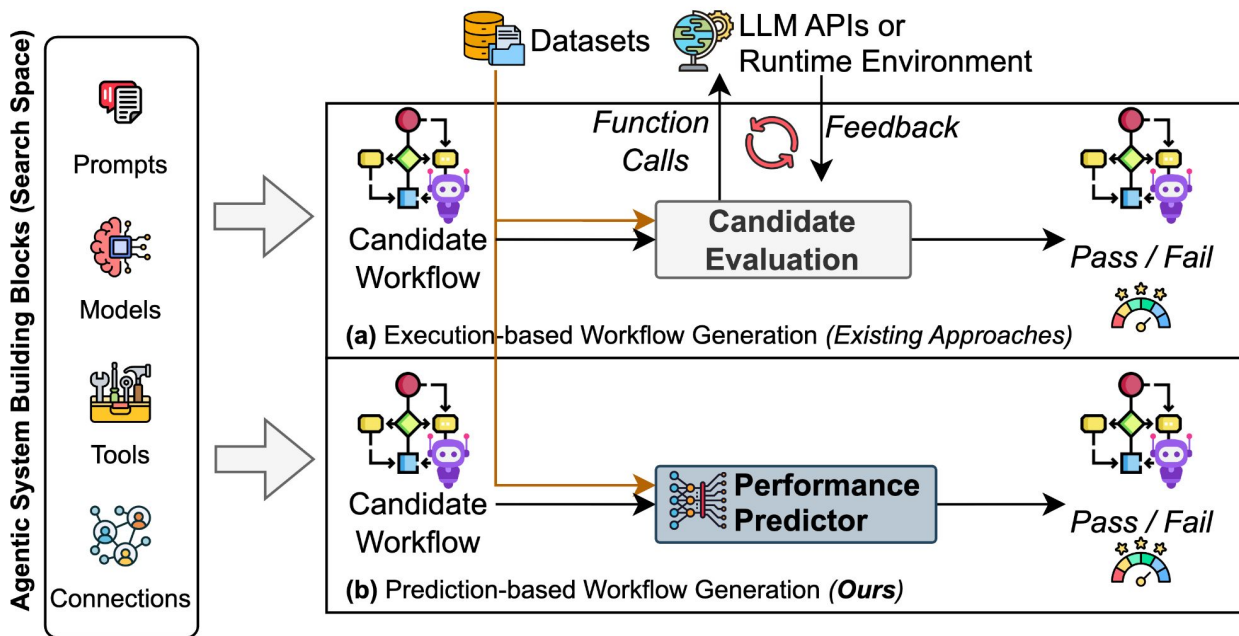 Agentic System Building Blocks (Search Space)
Prompts
Models
Tools
Connections
Datasets
LLM APIs or
Runtime Environment
Function
Calls
Feedback
Candidate
Workflow
Candidate
Evaluation
Pass / Fail
(a) Execution-based Workflow Generation (Existing Approaches)
Candidate
Workflow
Performance
Predictor
Pass / Fail
(b) Prediction-based Workflow Generation (Ours)